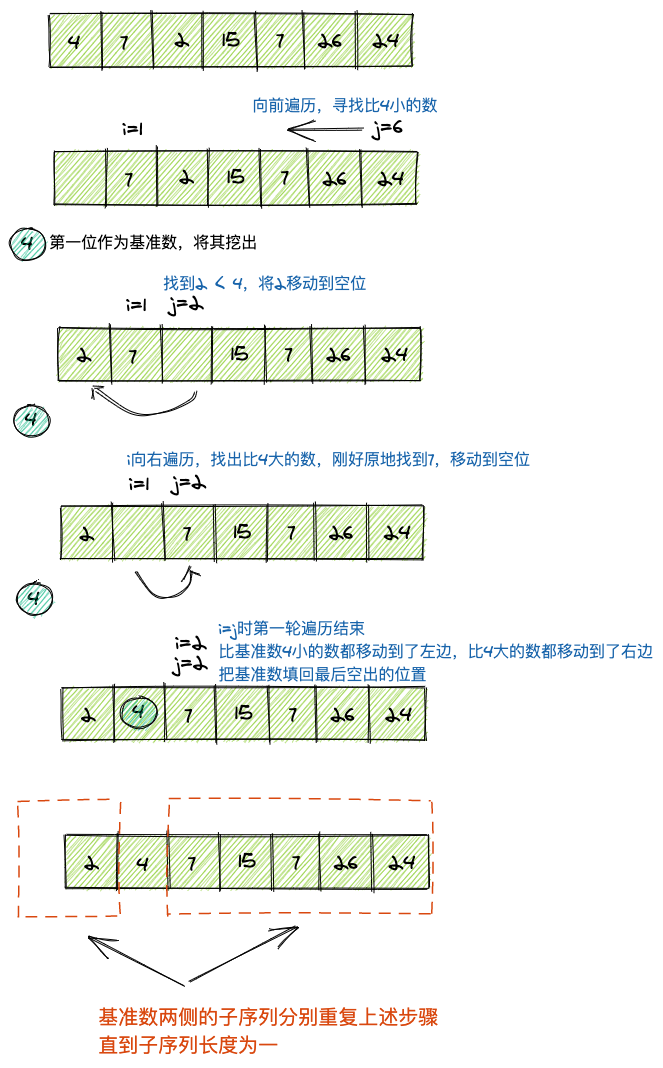 4 7 2 15 7 26 24
向前遍历，寻找比4小的数
i=1 j=6
7 2 15 7 26 24
4 第一位作为基准数，将其挖出
找到2 < 4，将2移动到空位
i=1 j=2
2 7 15 7 26 24
4
i向右遍历，找出比4大的数，刚好原地找到7，移动到空位
i=1 j=2
2 7 15 7 26 24
4
i=j时第一轮遍历结束
i=2
比基准数4小的数都移动到了左边，比4大的数都移动到了右边
j=2
把基准数填回最后空出的位置
2 4 7 15 7 26 24
2 4 7 15 7 26 24
基准数两侧的子序列分别重复上述步骤
直到子序列长度为一